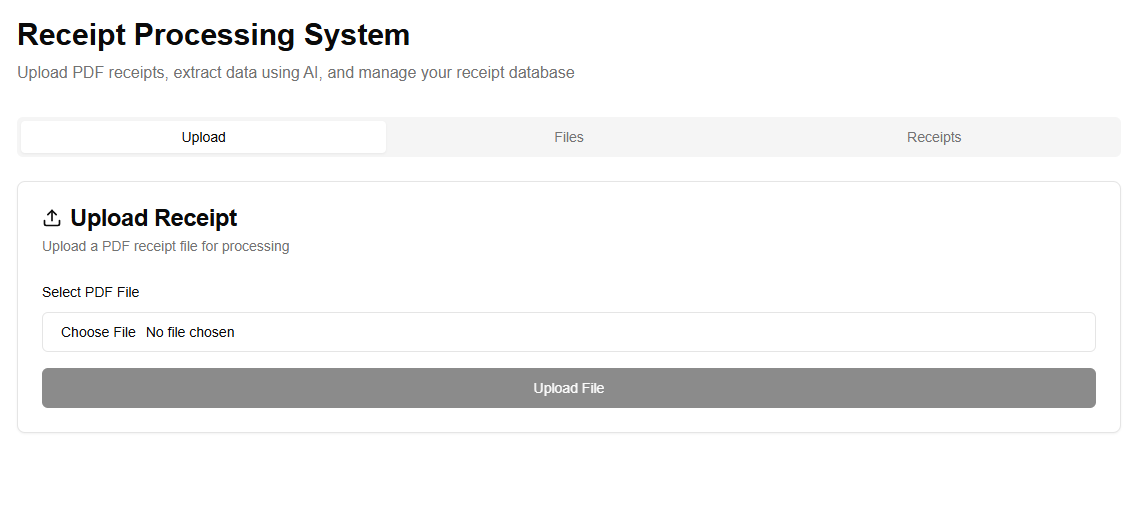 Receipt Processing System
Upload PDF receipts, extract data using AI, and manage your receipt database
Upload
Files
Receipts
Upload Receipt
Upload a PDF receipt file for processing
Select PDF File
Choose File No file chosen
Upload File